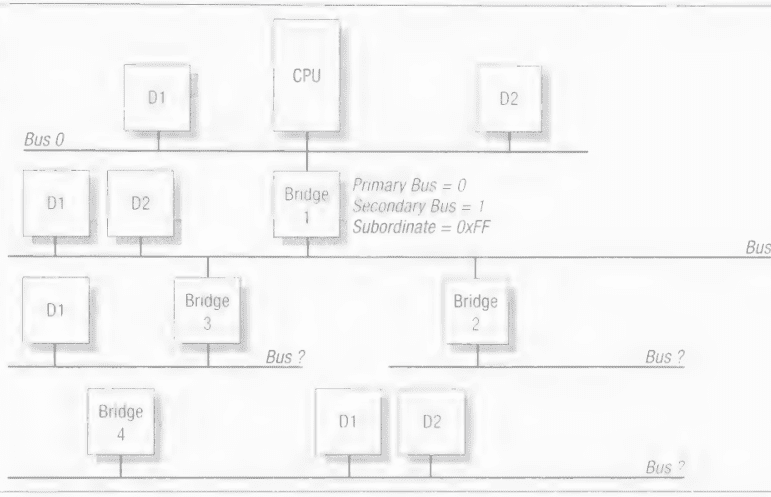 CPU
D1
D2
Bus 0
D1
D2
Bridge
1
Primary Bus = 0
Secondary Bus = 1
Subordinate = 0xFF
Bus
D1
Bridge
3
Bridge
2
Bus ?
Bus ?
Bridge
4
D1
D2
Bus ?